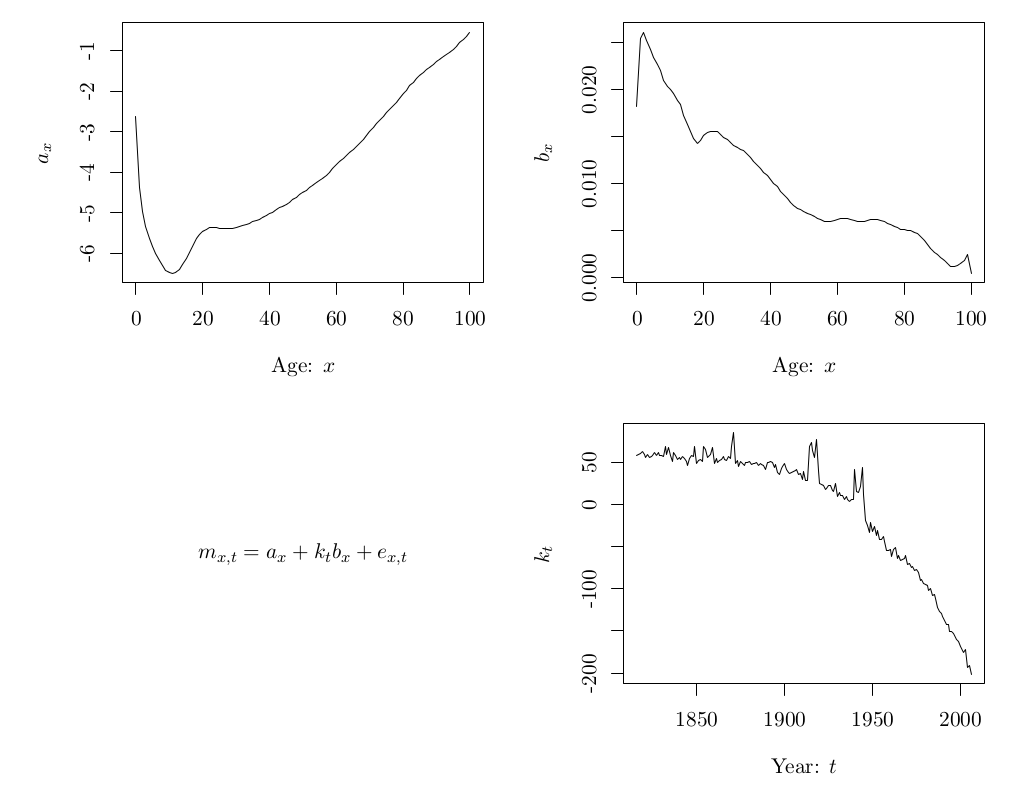 -1
-2
-3
-4
-5
-6
a_x
0 20 40 60 80 100
Age: x
0.020
0.010
0.000
b_x
0 20 40 60 80 100
Age: x
m_{x,t} = a_x + k_t b_x + e_{x,t}
50
0
-100
-200
k_t
1850 1900 1950 2000
Year: t